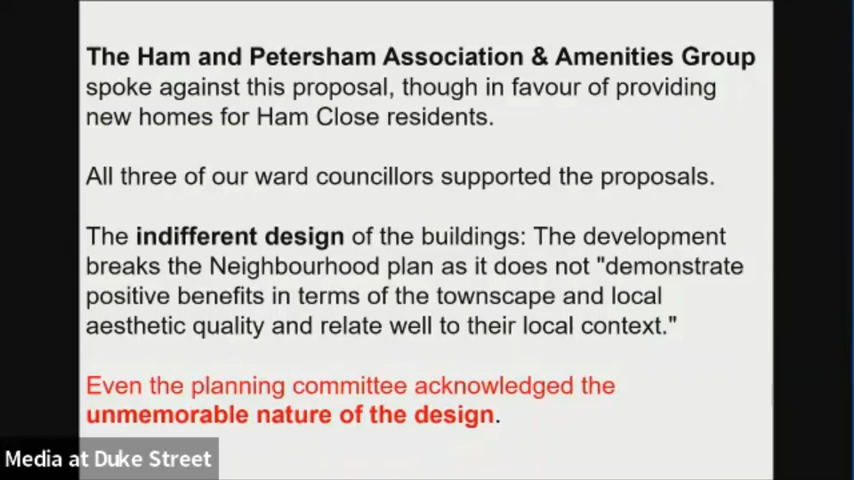 The Ham and Petersham Association & Amenities Group
spoke against this proposal, though in favour of providing
new homes for Ham Close residents.
All three of our ward councillors supported the proposals.
The indifferent design of the buildings: The development
breaks the Neighbourhood plan as it does not "demonstrate
positive benefits in terms of the townscape and local
aesthetic quality and relate well to their local context."
Even the planning committee acknowledged the
unmemorable nature of the design.
Media at Duke Street